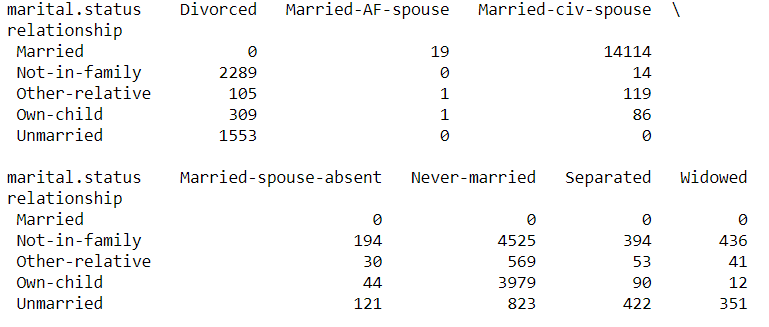 marital.status Divorced Married-AF-spouse Married-civ-spouse \
relationship
Married 0 19 14114
Not-in-family 2289 0 14
Other-relative 105 1 119
Own-child 309 1 86
Unmarried 1553 0 0
marital.status Married-spouse-absent Never-married Separated Widowed
relationship
Married 0 0 0 0
Not-in-family 194 4525 394 436
Other-relative 30 569 53 41
Own-child 44 3979 90 12
Unmarried 121 823 422 351